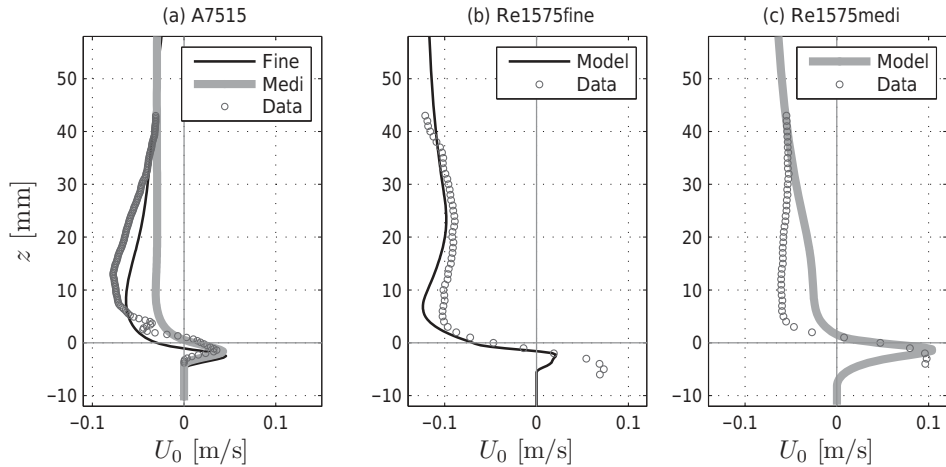 (a) A7515
(b) Re1575fine
(c) Re1575medi
Fine
Medi
Data
Model
Data
Model
Data
z [mm]
50
40
30
20
10
0
−10
50
40
30
20
10
0
−10
50
40
30
20
10
0
−10
−0.1
0
0.1
−0.1
0
0.1
−0.1
0
0.1
U₀ [m/s]
U₀ [m/s]
U₀ [m/s]